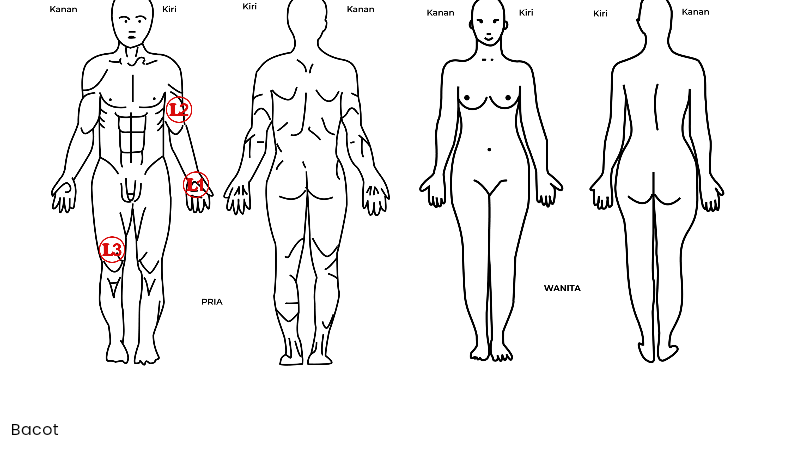 Kanan Kiri Kiri Kanan Kanan Kiri Kiri Kanan
L2
L1
L3
PRIA WANITA
Bacot